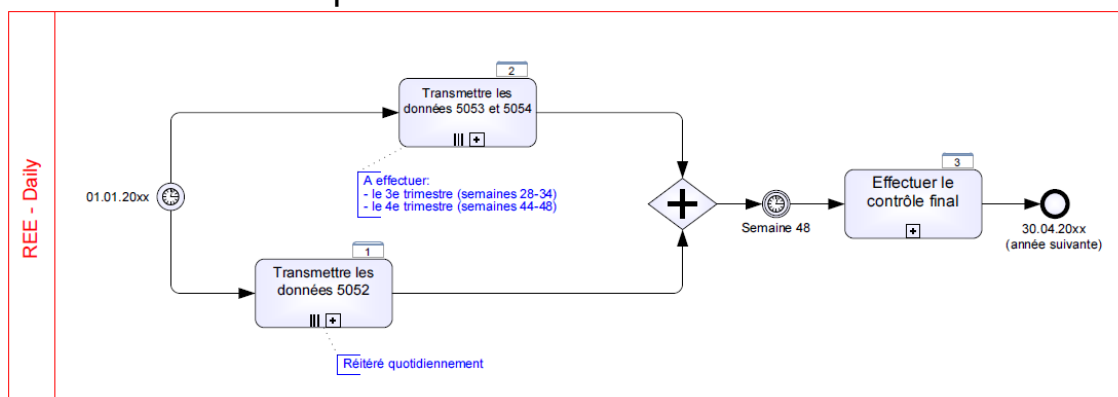 REE - Daily
01.01.20xx
2
Transmettre les
données 5053 et 5054
A effectuer:
- le 3e trimestre (semaines 28-34)
- le 4e trimestre (semaines 44-48)
1
Transmettre les
données 5052
Réitéré quotidiennement
Semaine 48
3
Effectuer le
contrôle final
30.04.20xx
(année suivante)